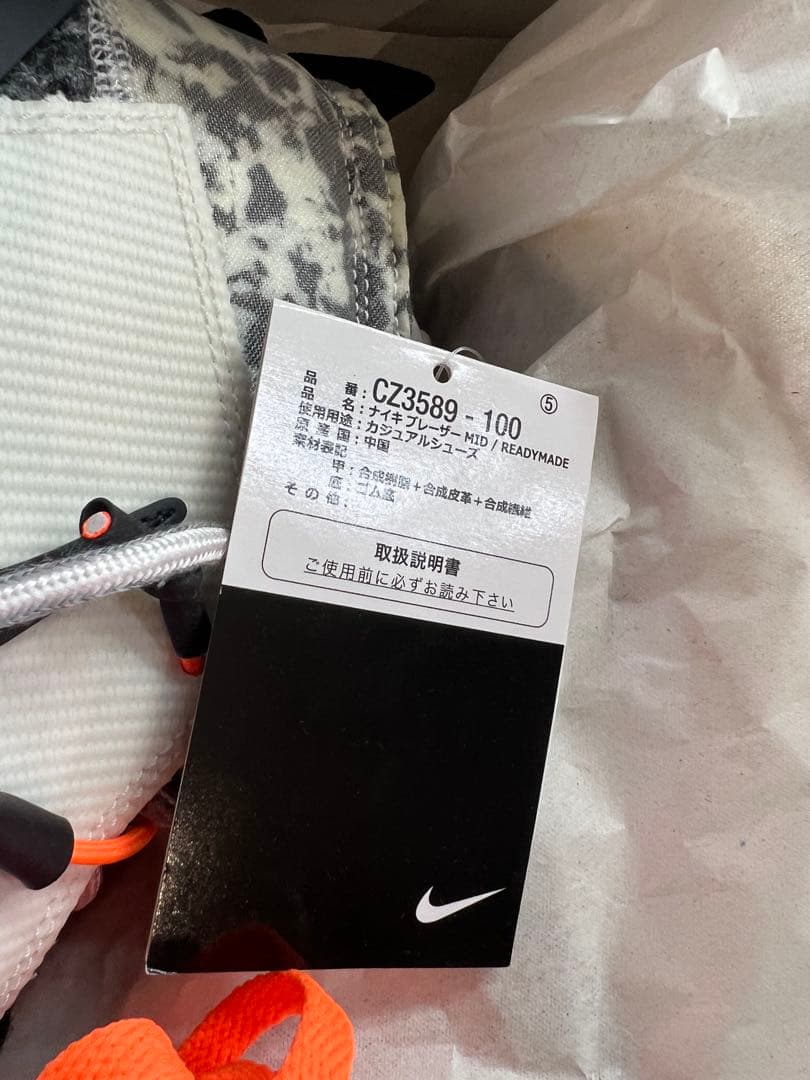 ⑤
品番：CZ3589 - 100
品名：ナイキ ブレーザー MID / READYMADE
使用用途：カジュアルシューズ
原産国：中国
素材表記
甲：合成樹脂＋合成皮革＋合成繊維
底：ゴム底
その他：
取扱説明書
ご使用前に必ずお読み下さい